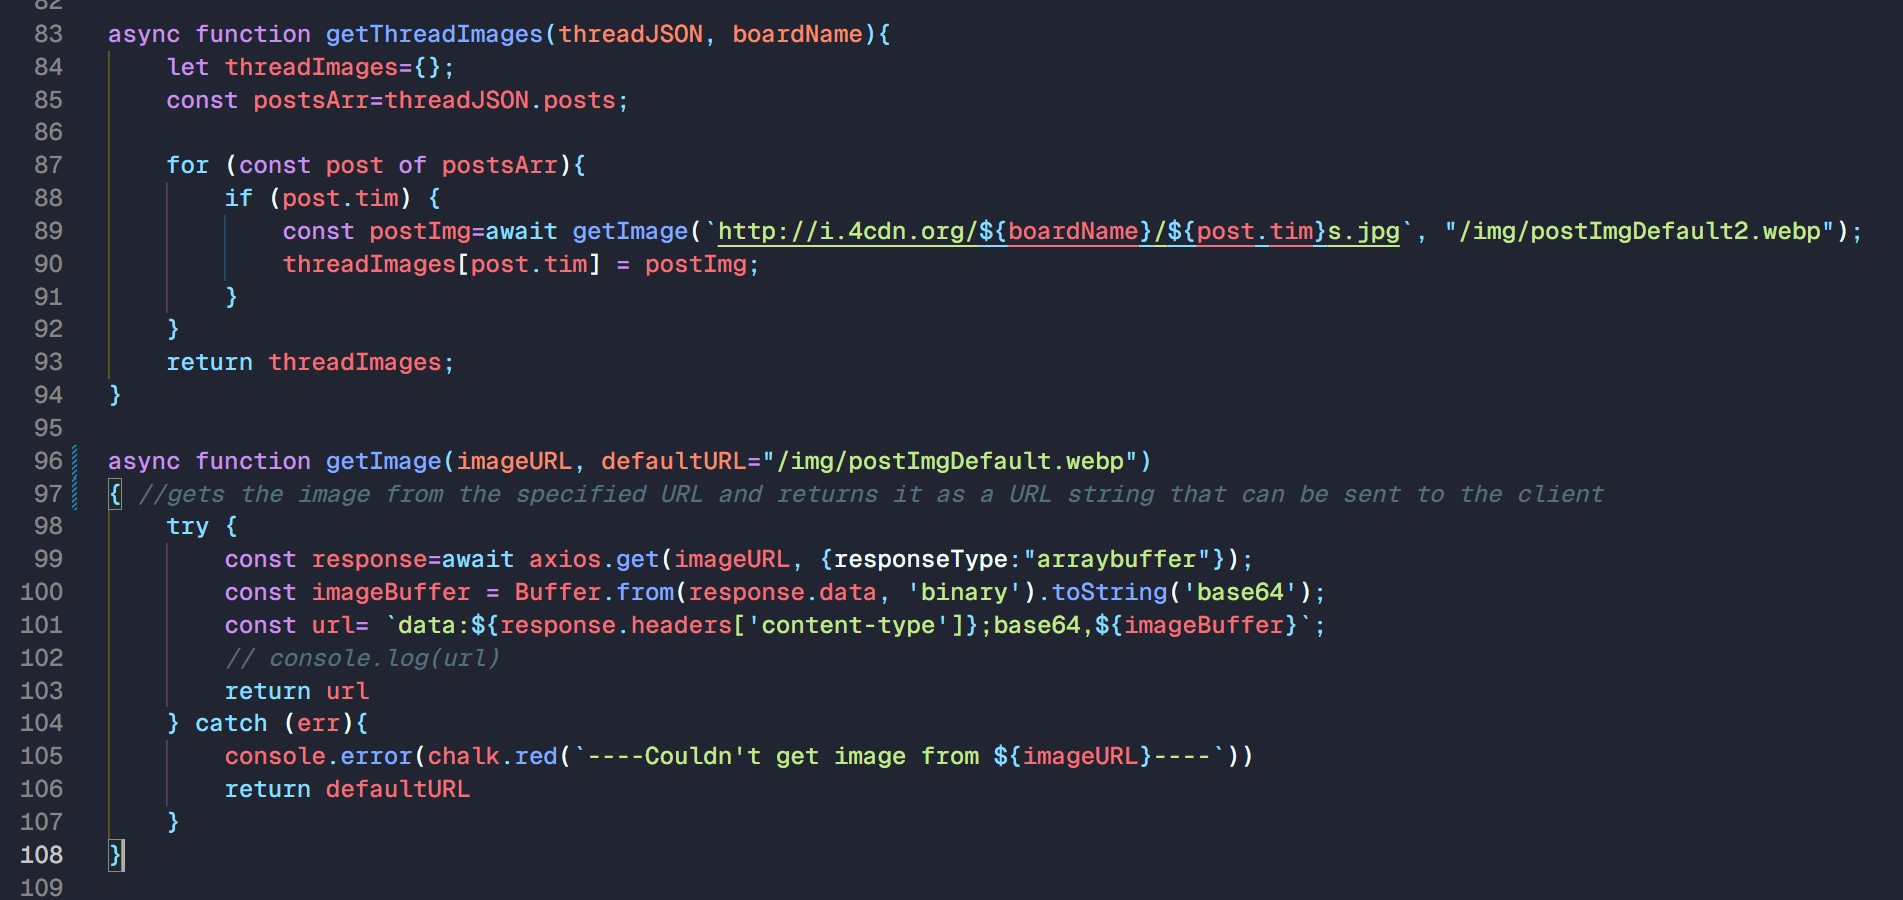 82
83 async function getThreadImages(threadJSON, boardName){
84     let threadImages={};
85     const postsArr=threadJSON.posts;
86
87     for (const post of postsArr){
88         if (post.tim) {
89             const postImg=await getImage(`http://i.4cdn.org/${boardName}/${post.tim}s.jpg`, "/img/postImgDefault2.webp");
90             threadImages[post.tim] = postImg;
91         }
92     }
93     return threadImages;
94 }
95
96 async function getImage(imageURL, defaultURL="/img/postImgDefault.webp")
97 { //gets the image from the specified URL and returns it as a URL string that can be sent to the client
98     try {
99         const response=await axios.get(imageURL, {responseType:"arraybuffer"});
100         const imageBuffer = Buffer.from(response.data, 'binary').toString('base64');
101         const url= `data:${response.headers['content-type']};base64,${imageBuffer}`;
102         // console.log(url)
103         return url
104     } catch (err){
105         console.error(chalk.red(`----Couldn't get image from ${imageURL}----`))
106         return defaultURL
107     }
108 }
109